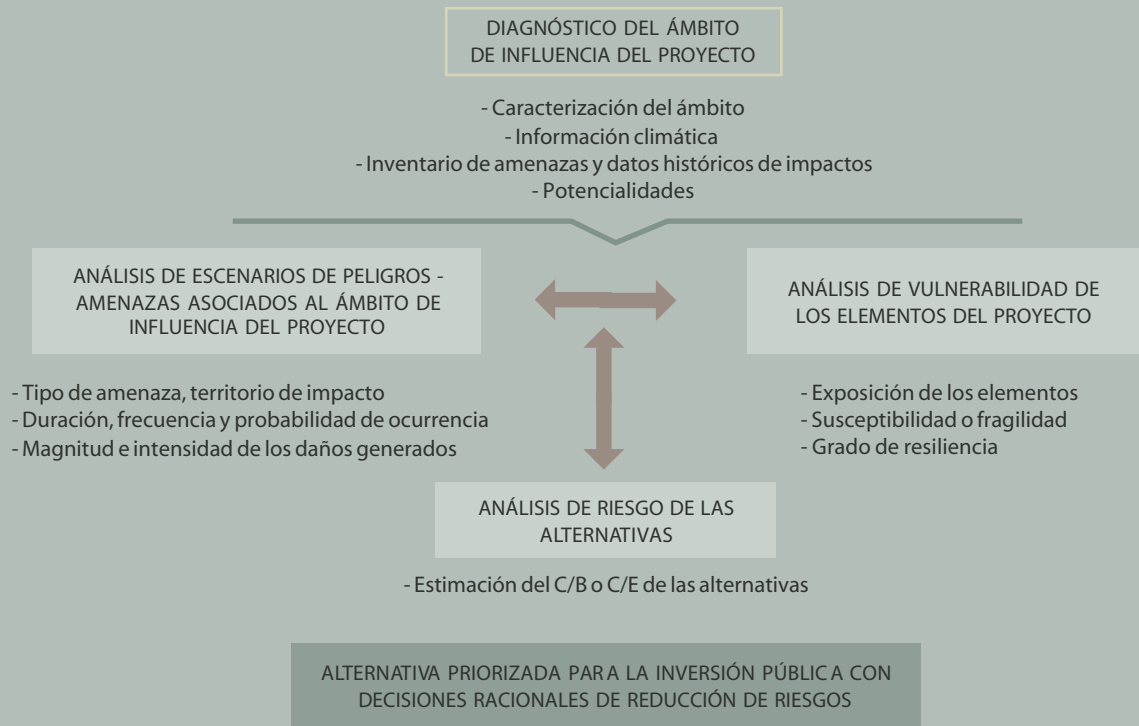 DIAGNÓSTICO DEL ÁMBITO
DE INFLUENCIA DEL PROYECTO
- Caracterización del ámbito
- Información climática
- Inventario de amenazas y datos históricos de impactos
- Potencialidades
ANÁLISIS DE ESCENARIOS DE PELIGROS -
AMENAZAS ASOCIADOS AL ÁMBITO DE
INFLUENCIA DEL PROYECTO
- Tipo de amenaza, territorio de impacto
- Duración, frecuencia y probabilidad de ocurrencia
- Magnitud e intensidad de los daños generados
ANÁLISIS DE VULNERABILIDAD DE
LOS ELEMENTOS DEL PROYECTO
- Exposición de los elementos
- Susceptibilidad o fragilidad
- Grado de resiliencia
ANÁLISIS DE RIESGO DE LAS
ALTERNATIVAS
- Estimación del C/B o C/E de las alternativas
ALTERNATIVA PRIORIZADA PARA LA INVERSIÓN PÚBLICA CON
DECISIONES RACIONALES DE REDUCCIÓN DE RIESGOS